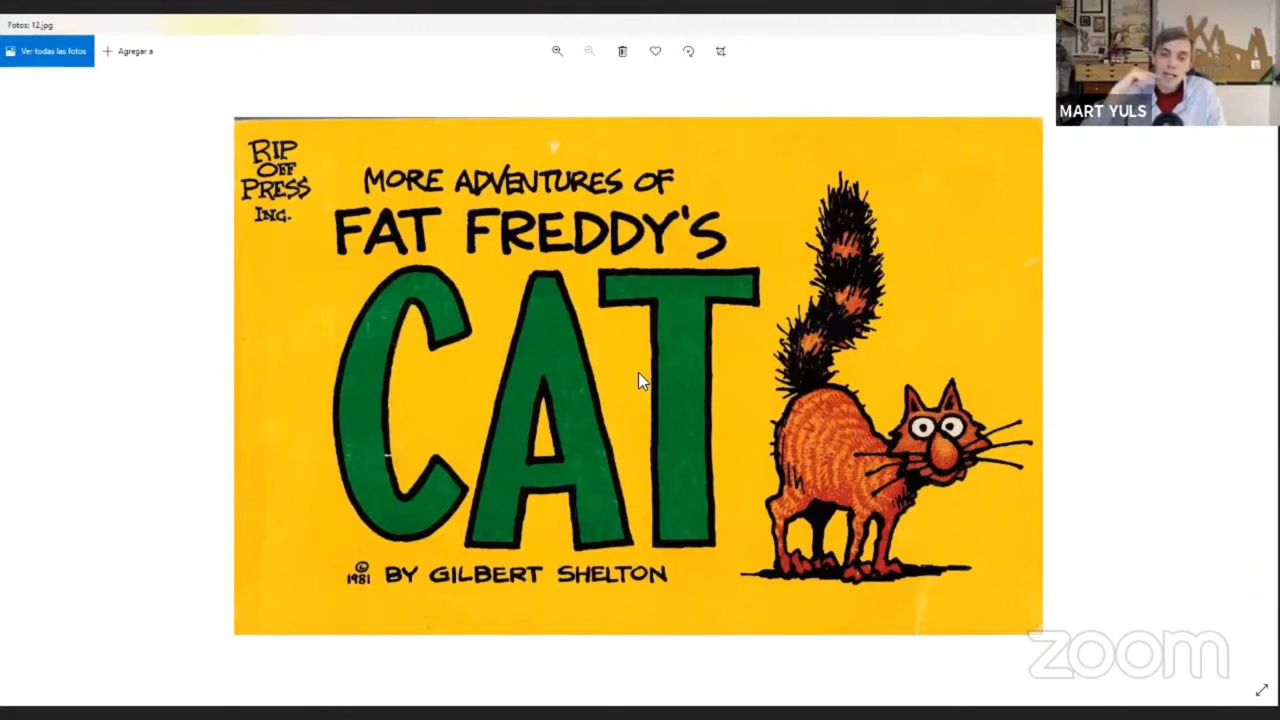 Fotos: 12.jpg
Ver todas las fotos
Agregar a
MART YULS
RIP
OFF
PRESS
INC.
MORE ADVENTURES OF
FAT FREDDY'S
CAT
© 1981 BY GILBERT SHELTON
zoom